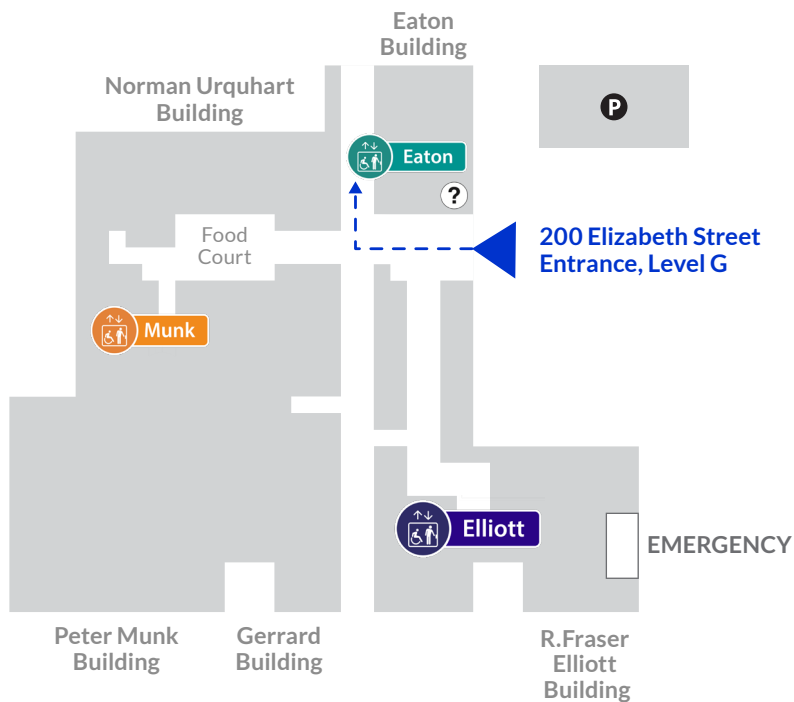 Eaton
Building
Norman Urquhart
Building
P
Eaton
?
Food
Court
200 Elizabeth Street
Entrance, Level G
Munk
Elliott
EMERGENCY
Peter Munk
Building
Gerrard
Building
R.Fraser
Elliott
Building